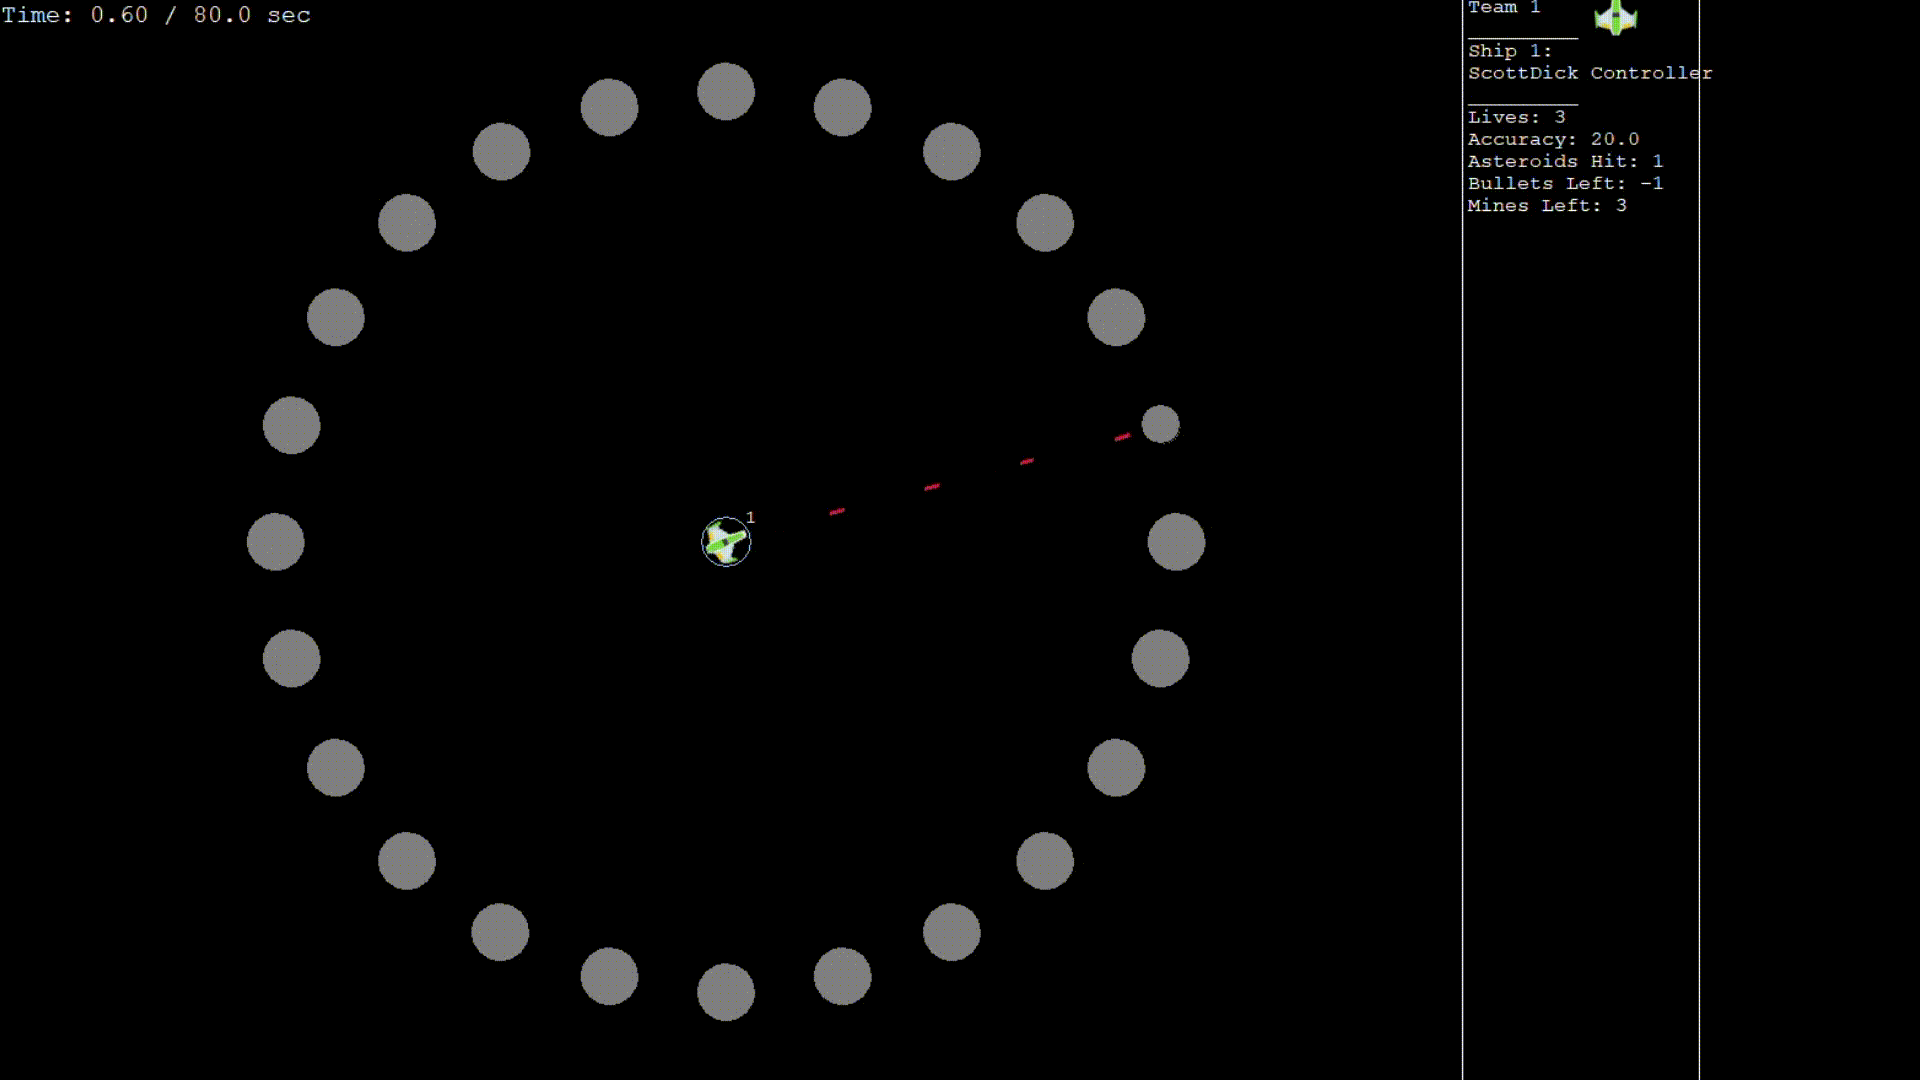 Time: 0.60 / 80.0 sec
Team 1
Ship 1:
ScottDick Controller
Lives: 3
Accuracy: 20.0
Asteroids Hit: 1
Bullets Left: -1
Mines Left: 3
1